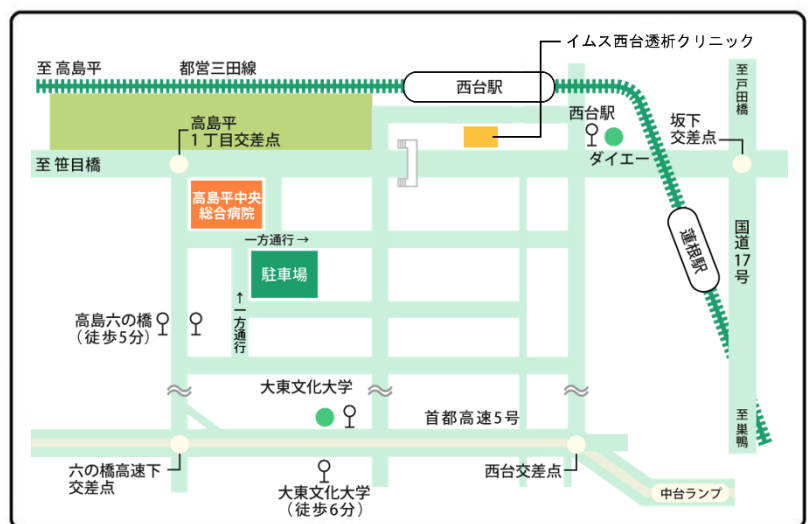 イムス西台透析クリニック
至 高島平
都営三田線
西台駅
至戸田橋
高島平
1丁目交差点
西台駅
坂下
交差点
ダイエー
至 笹目橋
高島平中央
総合病院
一方通行→
駐車場
蓮根駅
国道17号
高島六の橋
(徒歩5分)
←一方通行
大東文化大学
首都高速5号
至巣鴨
六の橋高速下
交差点
大東文化大学
(徒歩6分)
西台交差点
中台ランプ